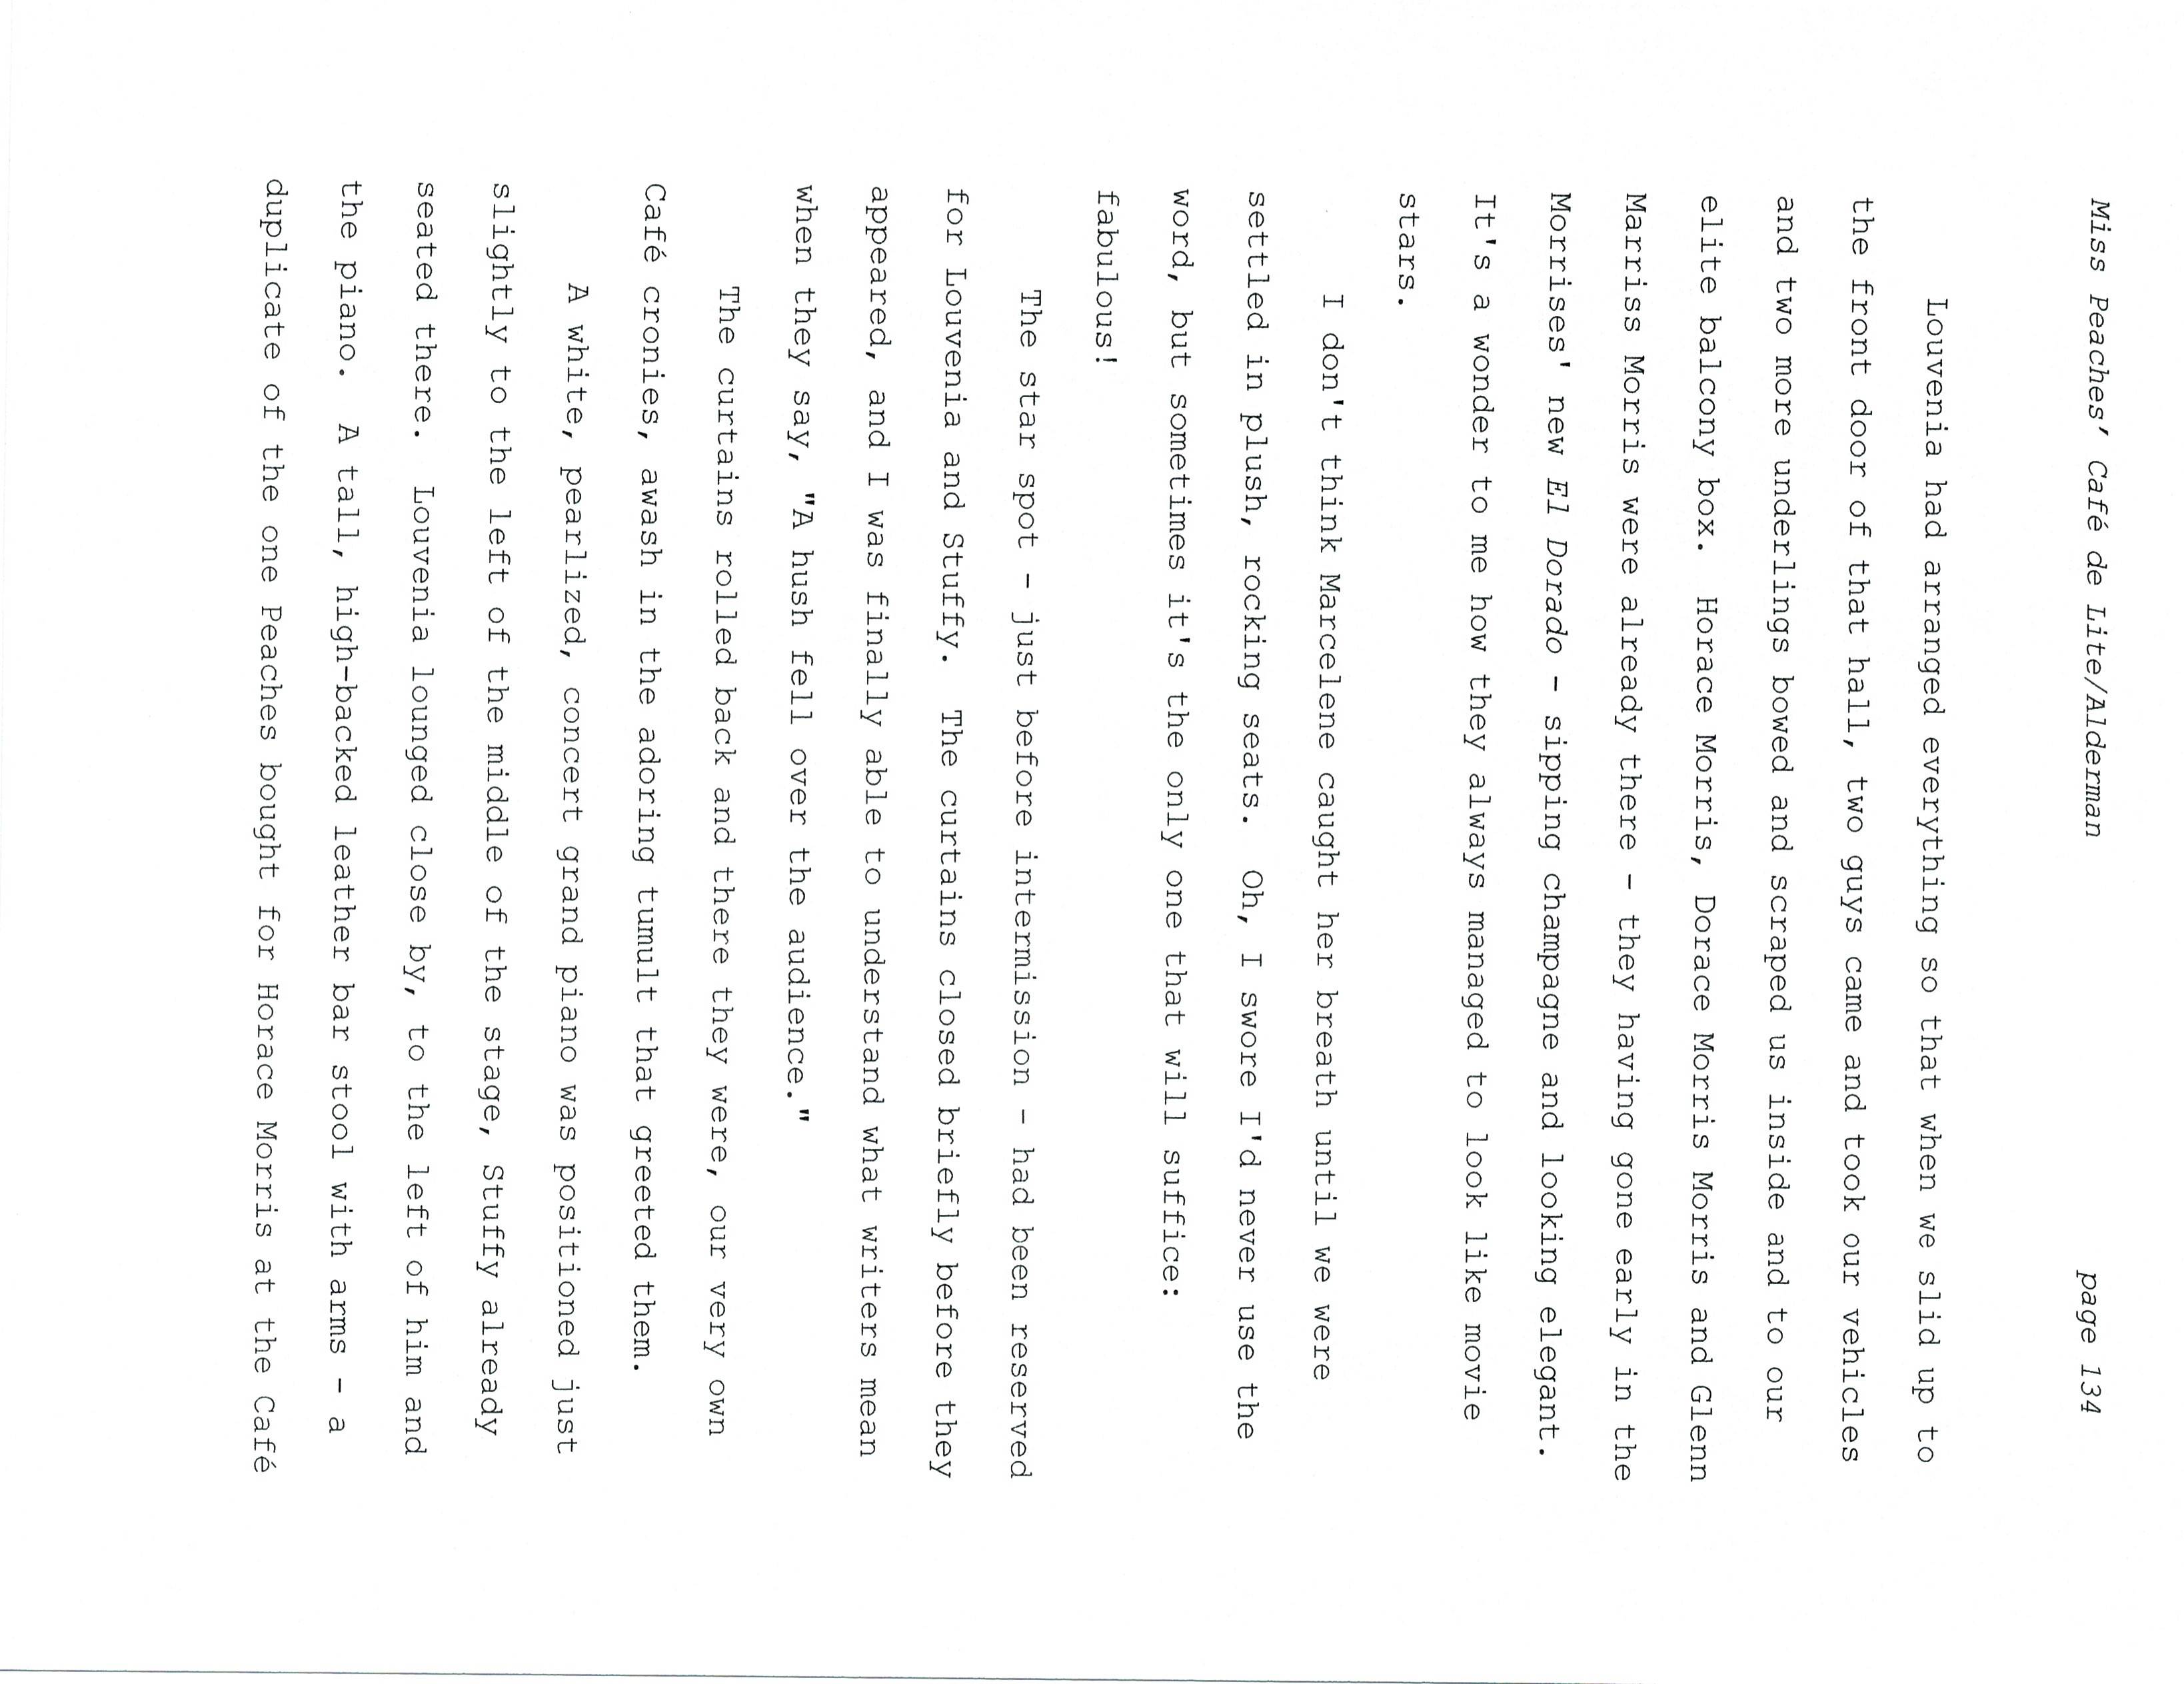 Miss Peaches' Café de Lite/Alderman page 134
Louvenia had arranged everything so that when we slid up to
the front door of that hall, two guys came and took our vehicles
and two more underlings bowed and scraped us inside and to our
elite balcony box. Horace Morris, Dorace Morris Morris and Glenn
Marriss Morris were already there - they having gone early in the
Morrises' new El Dorado - sipping champagne and looking elegant.
It's a wonder to me how they always managed to look like movie
stars.
I don't think Marcelene caught her breath until we were
settled in plush, rocking seats. Oh, I swore I'd never use the
word, but sometimes it's the only one that will suffice:
fabulous!
The star spot - just before intermission - had been reserved
for Louvenia and Stuffy. The curtains closed briefly before they
appeared, and I was finally able to understand what writers mean
when they say, "A hush fell over the audience."
The curtains rolled back and there they were, our very own
Café cronies, awash in the adoring tumult that greeted them.
A white, pearlized, concert grand piano was positioned just
slightly to the left of the middle of the stage, Stuffy already
seated there. Louvenia lounged close by, to the left of him and
the piano. A tall, high-backed leather bar stool with arms - a
duplicate of the one Peaches bought for Horace Morris at the Café